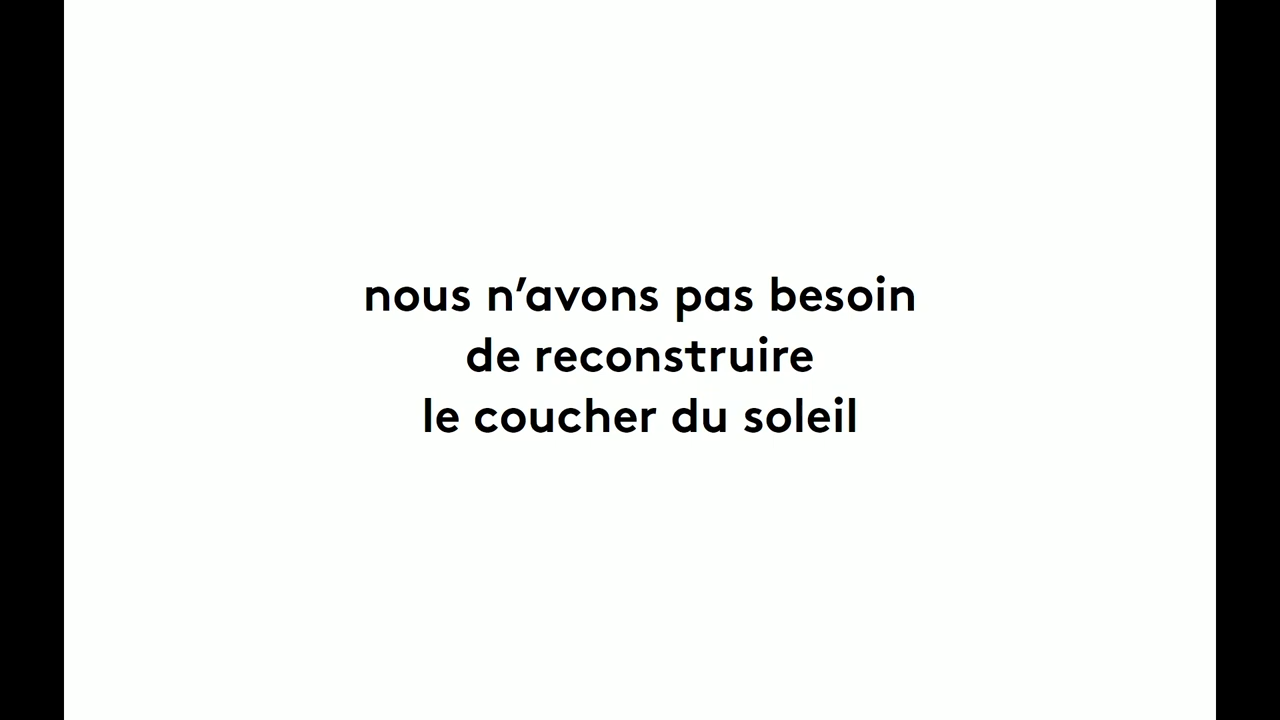 nous n’avons pas besoin
de reconstruire
le coucher du soleil